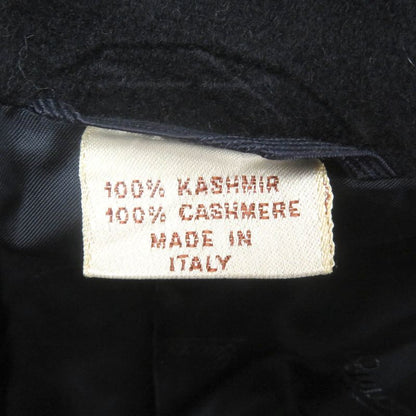 100% KASHMIR
100% CASHMERE
MADE IN
ITALY